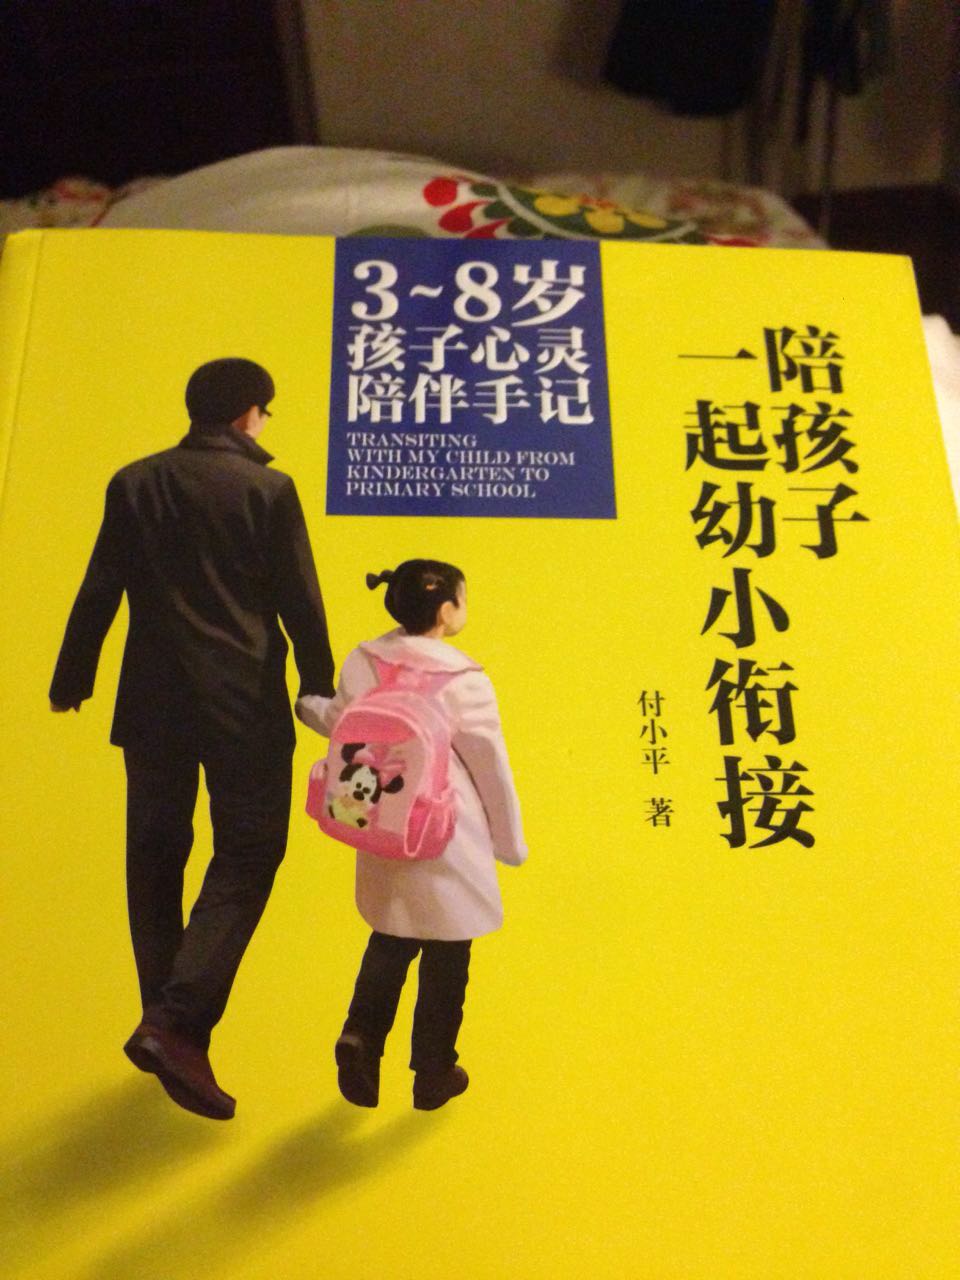 3~8岁
孩子心灵
陪伴手记
TRANSITING
WITH MY CHILD FROM
KINDERGARTEN TO
PRIMARY SCHOOL
陪孩子
一起幼小衔接
付小平 著